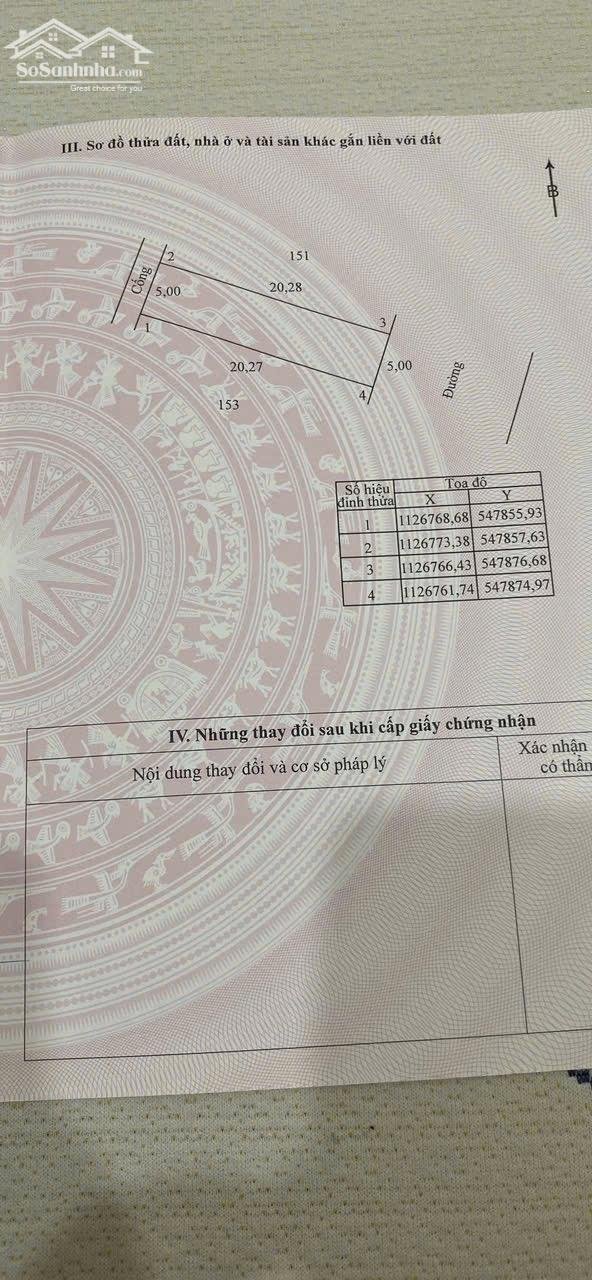 SoSanhnha.com
Great choice for you
III. Sơ đồ thửa đất, nhà ở và tài sản khác gắn liền với đất
B
151
2
Cống
5,00
20,28
3
1
20,27
5,00
Đường
4
153
Số hiệu đỉnh thửa Tọa độ
X Y
1 1126768,68 547855,93
2 1126773,38 547857,63
3 1126766,43 547876,68
4 1126761,74 547874,97
IV. Những thay đổi sau khi cấp giấy chứng nhận
Nội dung thay đổi và cơ sở pháp lý
Xác nhận
có thẩm